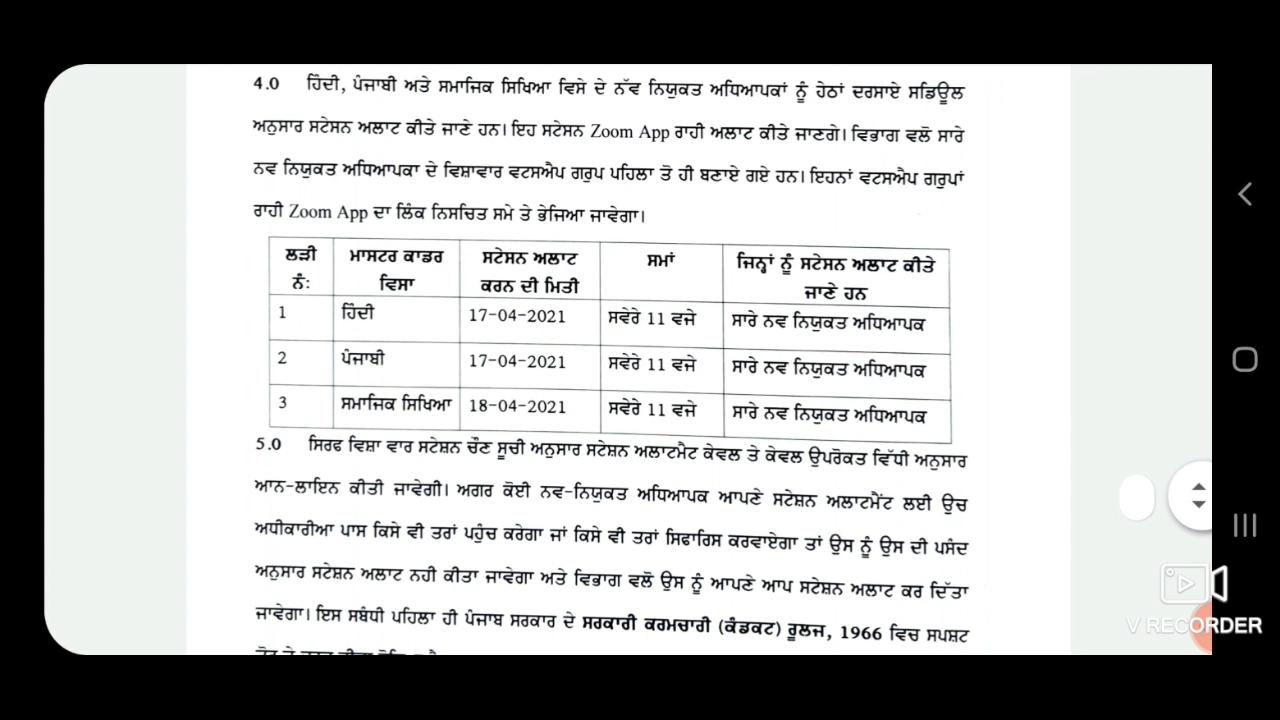 4.0 ਹਿੰਦੀ, ਪੰਜਾਬੀ ਅਤੇ ਸਮਾਜਿਕ ਸਿਖਿਆ ਵਿਸੇ ਦੇ ਨੱਵ ਨਿਯੁਕਤ ਅਧਿਆਪਕਾਂ ਨੂੰ ਹੇਠਾਂ ਦਰਸਾਏ ਸਡਿਊਲ
ਅਨੁਸਾਰ ਸਟੇਸਨ ਅਲਾਟ ਕੀਤੇ ਜਾਣੇ ਹਨ। ਇਹ ਸਟੇਸਨ Zoom App ਰਾਹੀ ਅਲਾਟ ਕੀਤੇ ਜਾਣਗੇ। ਵਿਭਾਗ ਵਲੋ ਸਾਰੇ
ਨਵ ਨਿਯੁਕਤ ਅਧਿਆਪਕਾ ਦੇ ਵਿਸ਼ਾਵਾਰ ਵਟਸਐਪ ਗਰੁਪ ਪਹਿਲਾ ਤੋ ਹੀ ਬਣਾਏ ਗਏ ਹਨ। ਇਹਨਾਂ ਵਟਸਐਪ ਗਰੁਪਾਂ
ਰਾਹੀ Zoom App ਦਾ ਲਿੰਕ ਨਿਸਚਿਤ ਸਮੇ ਤੇ ਭੇਜਿਆ ਜਾਵੇਗਾ।
ਲੜੀ ਨੰ: ਮਾਸਟਰ ਕਾਡਰ ਵਿਸਾ ਸਟੇਸਨ ਅਲਾਟ ਕਰਨ ਦੀ ਮਿਤੀ ਸਮਾਂ ਜਿਨ੍ਹਾਂ ਨੂੰ ਸਟੇਸਨ ਅਲਾਟ ਕੀਤੇ ਜਾਣੇ ਹਨ
1 ਹਿੰਦੀ 17-04-2021 ਸਵੇਰੇ 11 ਵਜੇ ਸਾਰੇ ਨਵ ਨਿਯੁਕਤ ਅਧਿਆਪਕ
2 ਪੰਜਾਬੀ 17-04-2021 ਸਵੇਰੇ 11 ਵਜੇ ਸਾਰੇ ਨਵ ਨਿਯੁਕਤ ਅਧਿਆਪਕ
3 ਸਮਾਜਿਕ ਸਿਖਿਆ 18-04-2021 ਸਵੇਰੇ 11 ਵਜੇ ਸਾਰੇ ਨਵ ਨਿਯੁਕਤ ਅਧਿਆਪਕ
5.0 ਸਿਰਫ ਵਿਸ਼ਾ ਵਾਰ ਸਟੇਸ਼ਨ ਚੌਣ ਸੂਚੀ ਅਨੁਸਾਰ ਸਟੇਸ਼ਨ ਅਲਾਟਮੈਟ ਕੇਵਲ ਤੇ ਕੇਵਲ ਉਪਰੋਕਤ ਵਿੱਧੀ ਅਨੁਸਾਰ
ਆਨ-ਲਾਇਨ ਕੀਤੀ ਜਾਵੇਗੀ। ਅਗਰ ਕੋਈ ਨਵ-ਨਿਯੁਕਤ ਅਧਿਆਪਕ ਆਪਣੇ ਸਟੇਸ਼ਨ ਅਲਾਟਮੈਂਟ ਲਈ ਉਚ
ਅਧੀਕਾਰੀਆ ਪਾਸ ਕਿਸੇ ਵੀ ਤਰਾਂ ਪਹੁੰਚ ਕਰੇਗਾ ਜਾਂ ਕਿਸੇ ਵੀ ਤਰਾਂ ਸਿਫਾਰਿਸ ਕਰਵਾਏਗਾ ਤਾਂ ਉਸ ਨੂੰ ਉਸ ਦੀ ਪਸੰਦ
ਅਨੁਸਾਰ ਸਟੇਸ਼ਨ ਅਲਾਟ ਨਹੀ ਕੀਤਾ ਜਾਵੇਗਾ ਅਤੇ ਵਿਭਾਗ ਵਲੋ ਉਸ ਨੂੰ ਆਪਣੇ ਆਪ ਸਟੇਸ਼ਨ ਅਲਾਟ ਕਰ ਦਿੱਤਾ
ਜਾਵੇਗਾ। ਇਸ ਸਬੰਧੀ ਪਹਿਲਾ ਹੀ ਪੰਜਾਬ ਸਰਕਾਰ ਦੇ ਸਰਕਾਰੀ ਕਰਮਚਾਰੀ (ਕੰਡਕਟ) ਰੂਲਜ, 1966 ਵਿਚ ਸਪਸ਼ਟ
V RECORDER